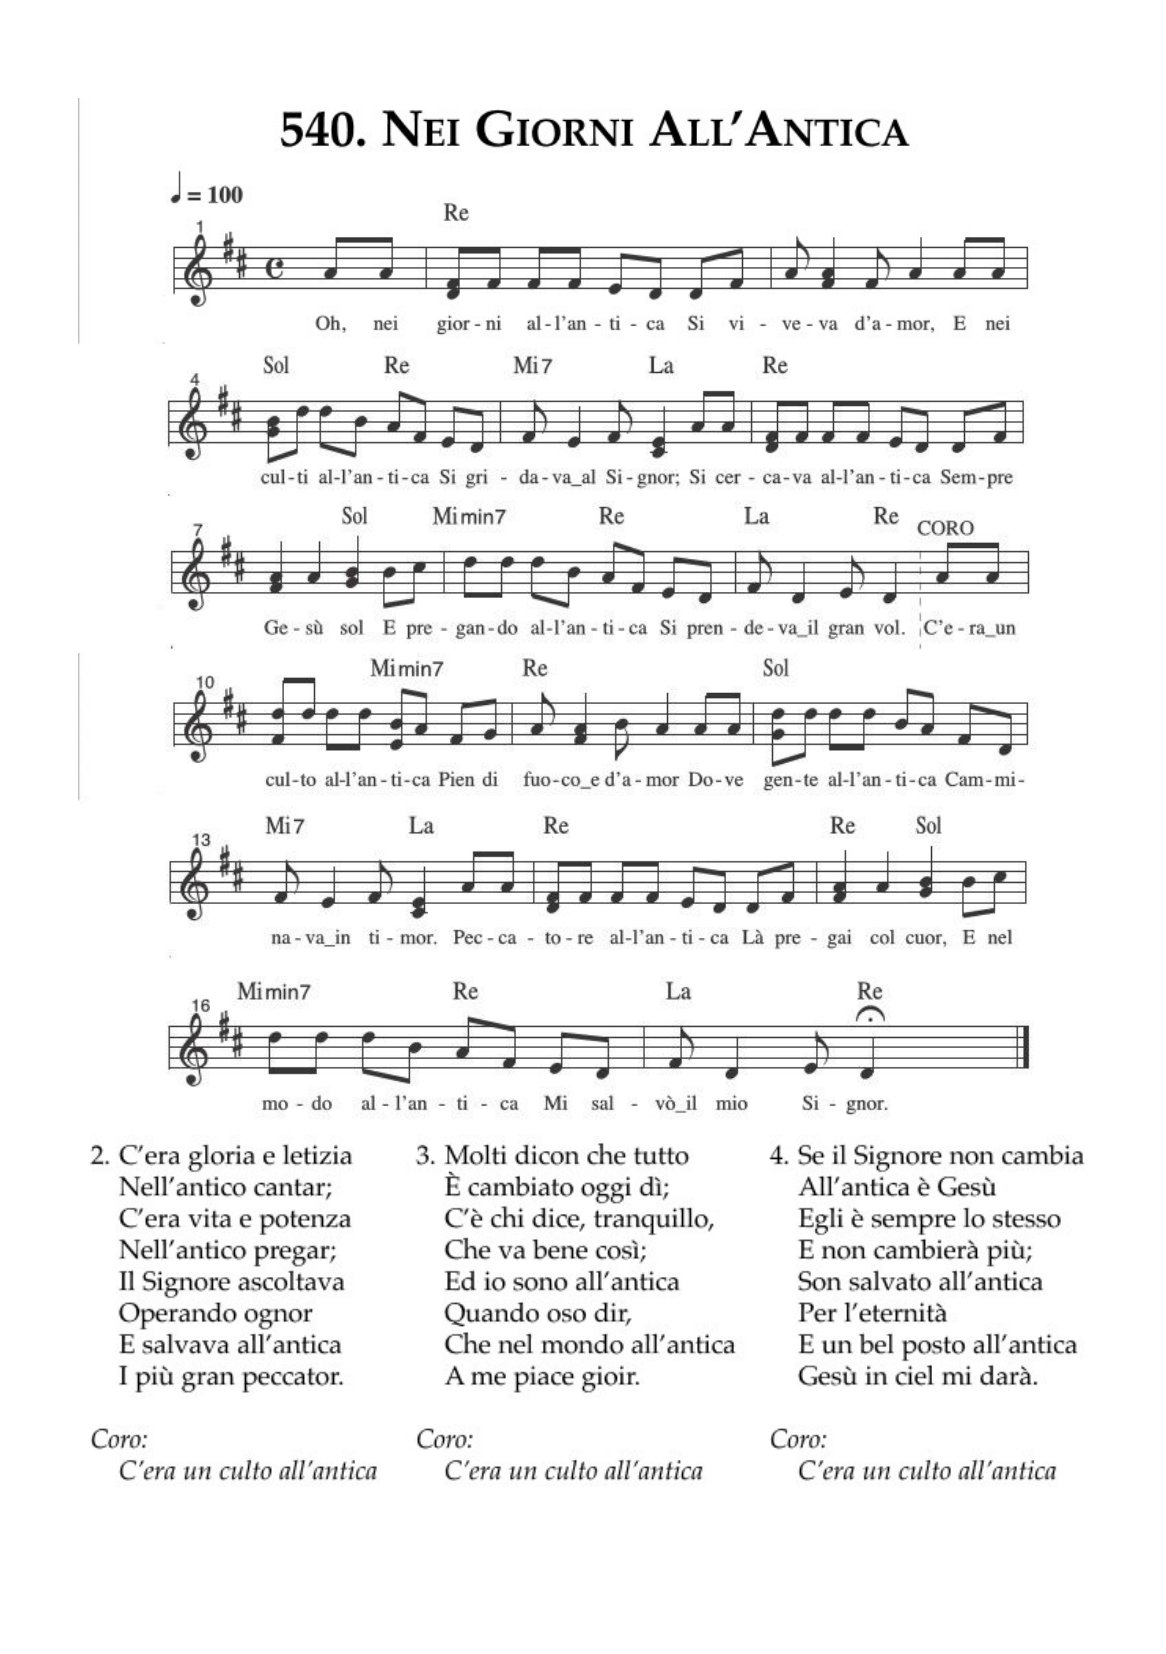 540. Nei Giorni All'Antica
= 100
1
Re
Oh, nei gior - ni al - l'an - ti - ca Si vi - ve - va d'a - mor, E nei
Sol Re Mi7 La Re
4
cul - ti al - l'an - ti - ca Si gri - da - va_al Si - gnor; Si cer - ca - va al - l'an - ti - ca Sem - pre
Sol Mimin7 Re La Re CORO
7
Ge - sù sol E pre - gan - do al - l'an - ti - ca Si pren - de - va_il gran vol. C'e - ra_un
Mimin7 Re Sol
10
cul - to al - l'an - ti - ca Pien di fuo - co_e d'a - mor Do - ve gen - te al - l'an - ti - ca Cam - mi -
Mi7 La Re Re Sol
13
na - va_in ti - mor. Pec - ca - to - re al - l'an - ti - ca Là pre - gai col cuor, E nel
Mimin7 Re La Re
16
mo - do al - l'an - ti - ca Mi sal - vò_il mio Si - gnor.
2. C'era gloria e letizia
Nell'antico cantar;
C'era vita e potenza
Nell'antico pregar;
Il Signore ascoltava
Operando ognor
E salvava all'antica
I più gran peccator.
Coro:
C'era un culto all'antica
3. Molti dicon che tutto
È cambiato oggi dì;
C'è chi dice, tranquillo,
Che va bene così;
Ed io sono all'antica
Quando oso dir,
Che nel mondo all'antica
A me piace gioir.
Coro:
C'era un culto all'antica
4. Se il Signore non cambia
All'antica è Gesù
Egli è sempre lo stesso
E non cambierà più;
Son salvato all'antica
Per l'eternità
E un bel posto all'antica
Gesù in ciel mi darà.
Coro:
C'era un culto all'antica